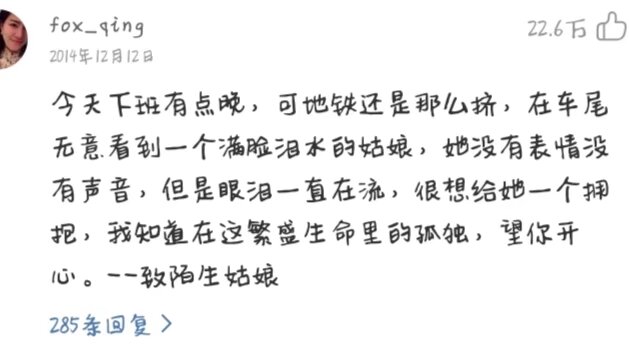 fox_qing
22.6万
2014年12月12日
今天下班有点晚，可地铁还是那么挤，在车尾
无意看到一个满脸泪水的姑娘，她没有表情没
有声音，但是眼泪一直在流，很想给她一个拥
抱，我知道在这繁盛生命里的孤独，望你开
心。--致陌生姑娘
285条回复 >